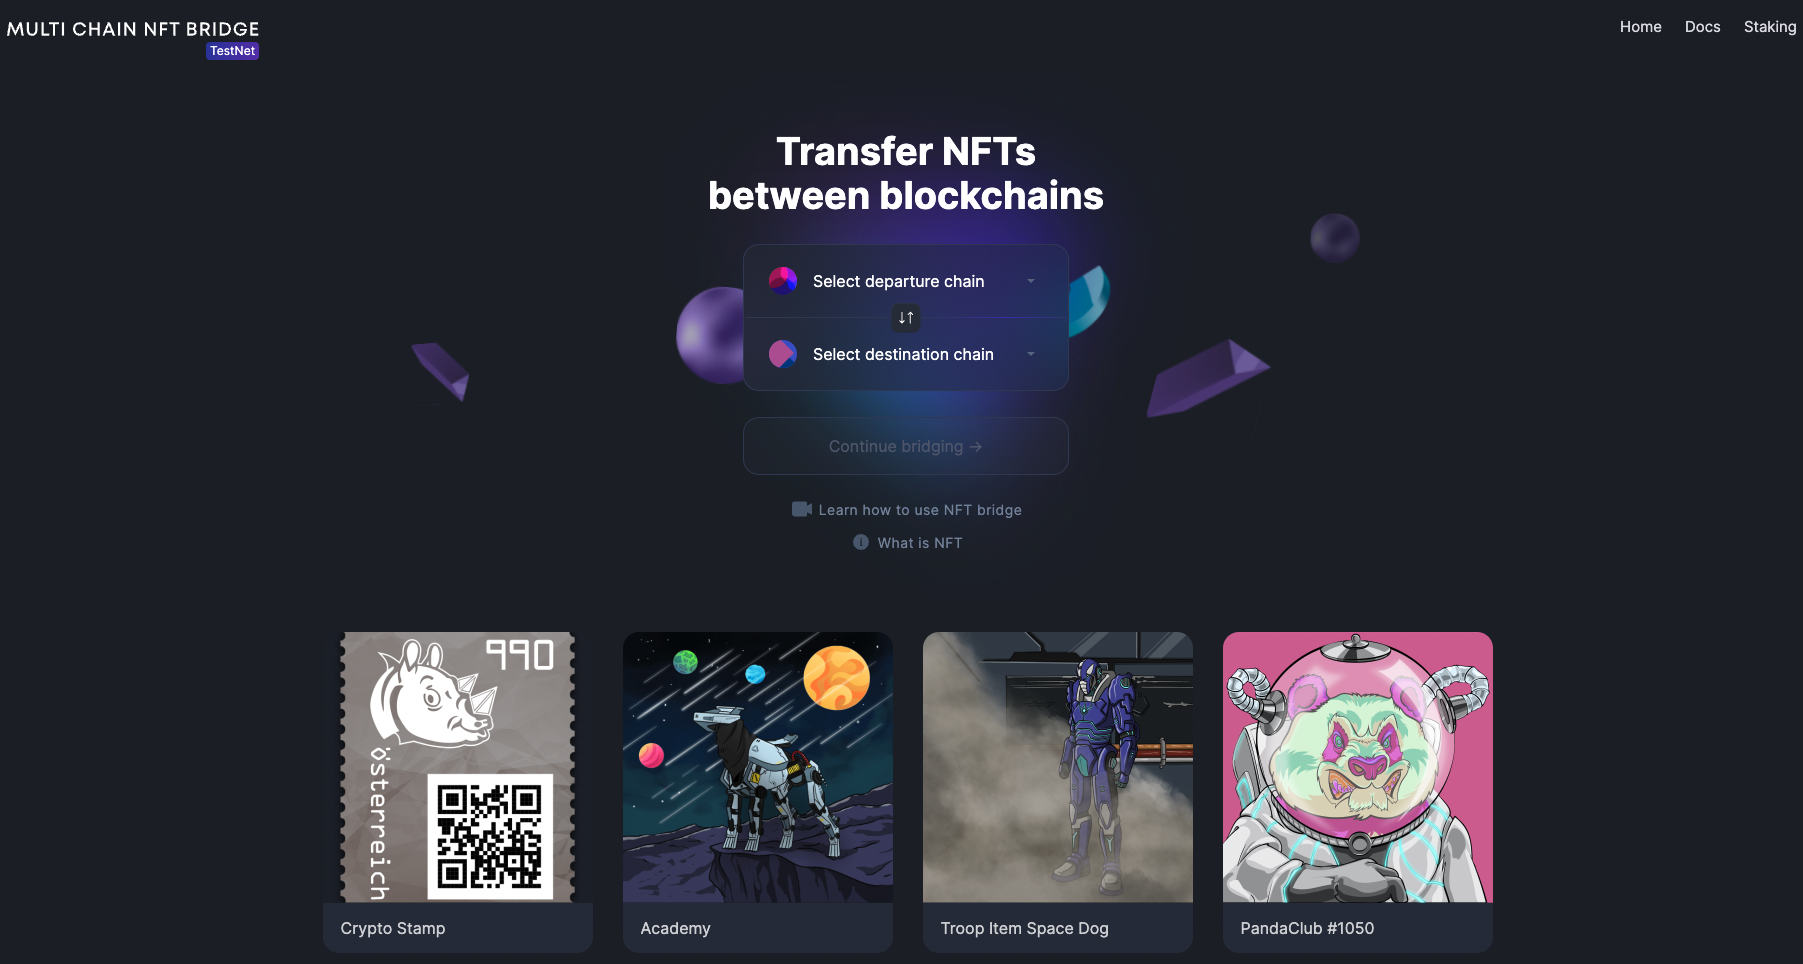 MULTI CHAIN NFT BRIDGE
TestNet
Home
Docs
Staking
Transfer NFTs
between blockchains
Select departure chain
↓↑
Select destination chain
Continue bridging →
Learn how to use NFT bridge
What is NFT
990
österreich
Crypto Stamp
Academy
Troop Item Space Dog
PandaClub #1050